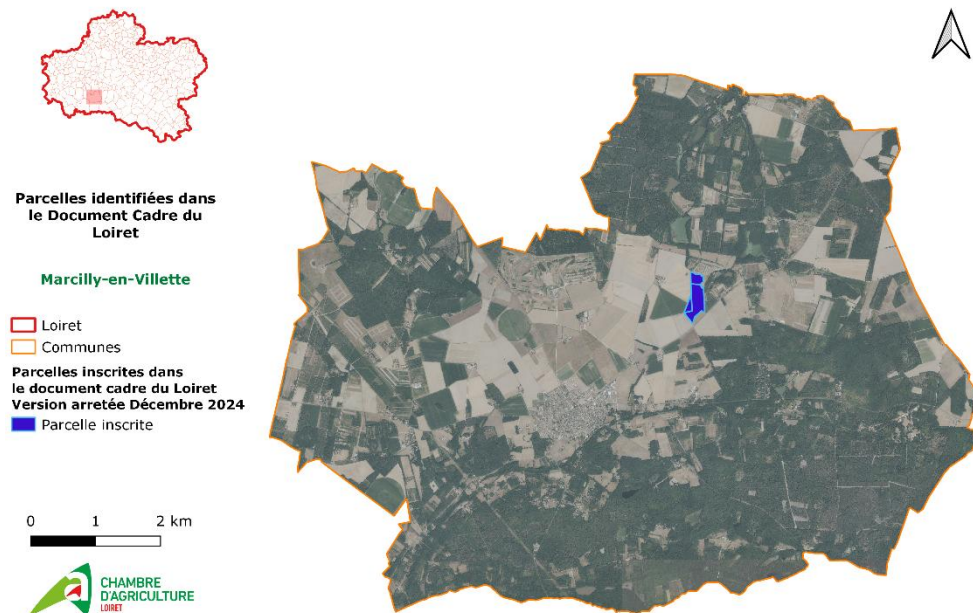 Parcelles identifiées dans
le Document Cadre du
Loiret
Marcilly-en-Villette
Loiret
Communes
Parcelles inscrites dans
le document cadre du Loiret
Version arretée Décembre 2024
Parcelle inscrite
0 1 2 km
CHAMBRE
D'AGRICULTURE
LOIRET